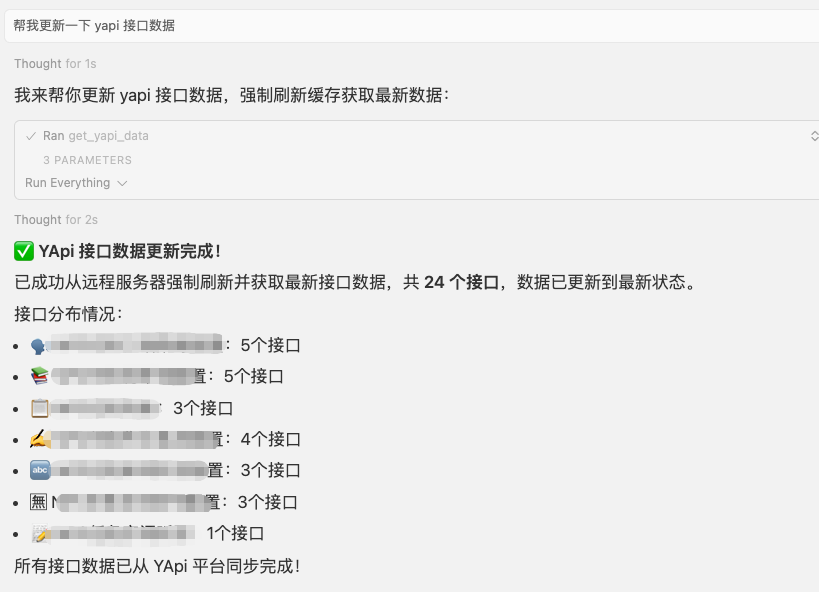 帮我更新一下 yapi 接口数据
Thought for 1s
我来帮你更新 yapi 接口数据，强制刷新缓存获取最新数据：
Ran get_yapi_data
3 PARAMETERS
Run Everything
Thought for 2s
✅ YApi 接口数据更新完成！
已成功从远程服务器强制刷新并获取最新接口数据，共 24 个接口，数据已更新到最新状态。
接口分布情况：
：5个接口
置：5个接口
3个接口
置：4个接口
abc 置：3个接口
無 置：3个接口
1个接口
所有接口数据已从 YApi 平台同步完成！